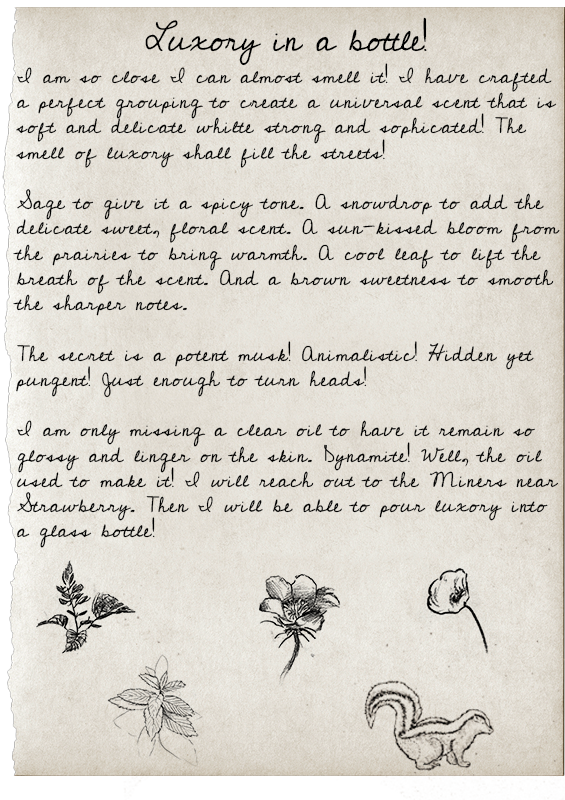 Luxory in a bottle!
I am so close I can almost smell it! I have crafted
a perfect grouping to create a universal scent that is
soft and delicate whilte strong and sophicated! The
smell of luxory shall fill the streets!
Sage to give it a spicy tone. A snowdrop to add the
delicate sweet, floral scent. A sun-kissed bloom from
the prairies to bring warmth. A cool leaf to lift the
breath of the scent. And a brown sweetness to smooth
the sharper notes.
The secret is a potent musk! Animalistic! Hidden yet
pungent! Just enough to turn heads!
I am only missing a clear oil to have it remain so
glossy and linger on the skin. Dynamite! Well, the oil
used to make it! I will reach out to the Miners near
Strawberry. Then I will be able to pour luxory into
a glass bottle!